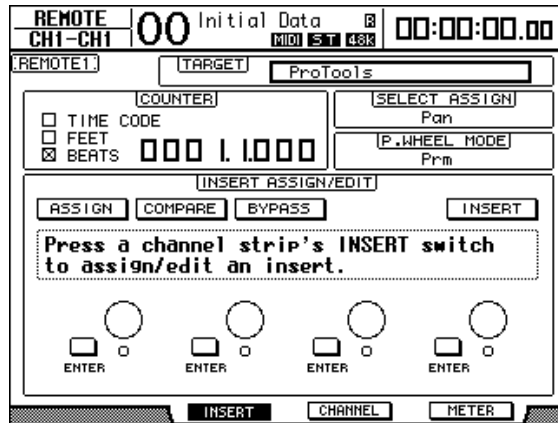 REMOTE
CH1-CH1
00 Initial Data R
MIDI ST 48K
00:00:00.00
REMOTE1
TARGET
ProTools
COUNTER
TIME CODE
FEET
BEATS
0001.1.000
SELECT ASSIGN
Pan
P.WHEEL MODE
Prm
INSERT ASSIGN/EDIT
ASSIGN COMPARE BYPASS INSERT
Press a channel strip's INSERT switch
to assign/edit an insert.
ENTER ENTER ENTER ENTER
INSERT CHANNEL METER